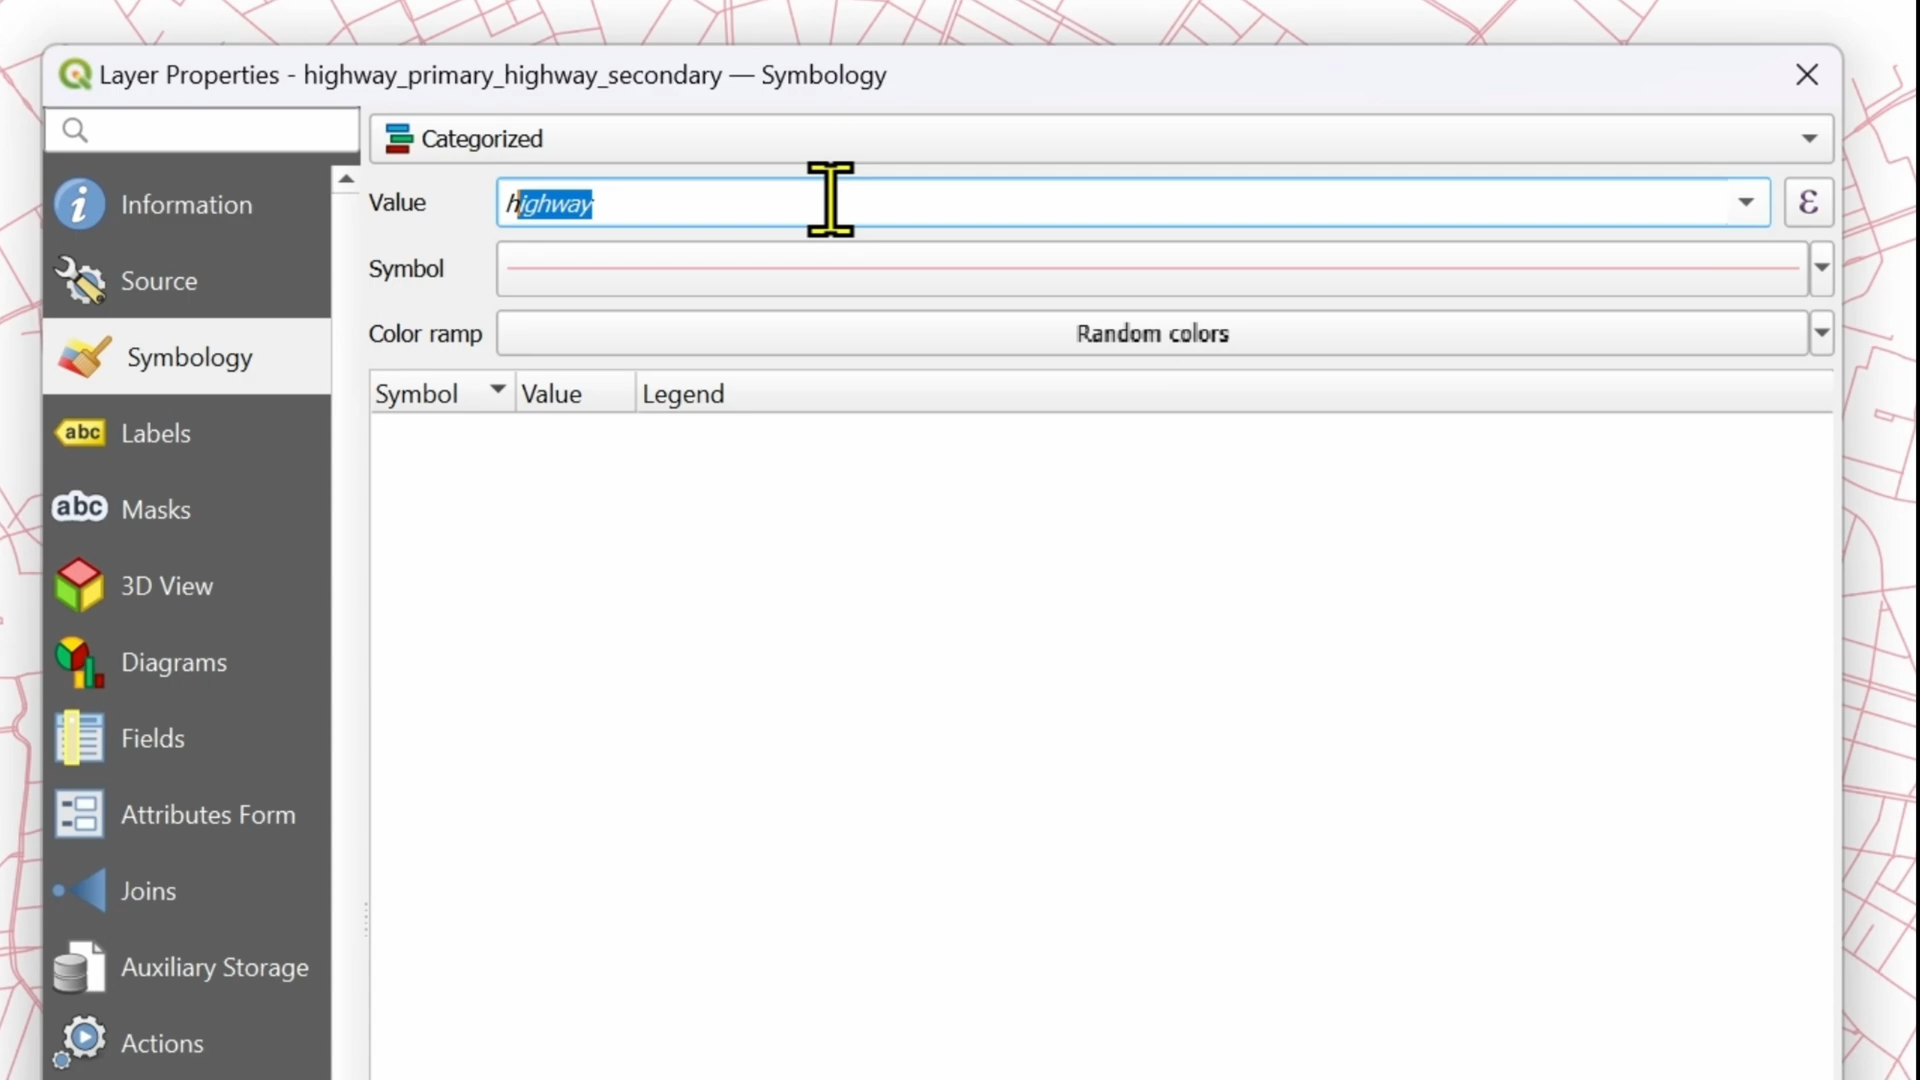 Layer Properties - highway_primary_highway_secondary — Symbology
Categorized
Value highway ε
Symbol
Color ramp Random colors
Symbol Value Legend
Information
Source
Symbology
abc Labels
abc Masks
3D View
Diagrams
Fields
Attributes Form
Joins
Auxiliary Storage
Actions